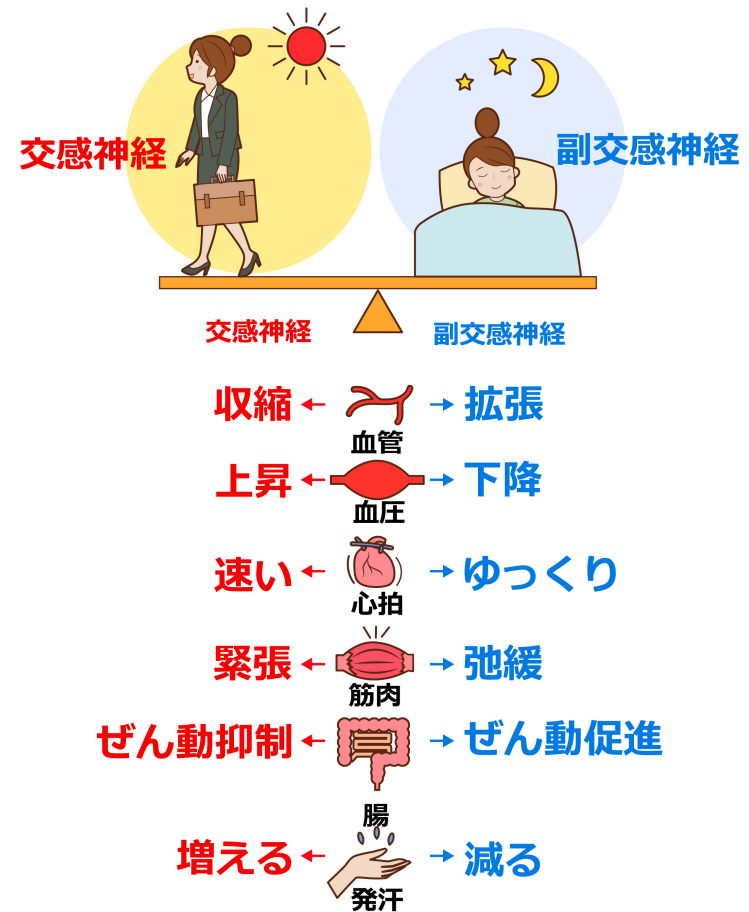 交感神経
副交感神経
交感神経
副交感神経
収縮
拡張
血管
上昇
下降
血圧
速い
ゆっくり
心拍
緊張
弛緩
筋肉
ぜん動抑制
ぜん動促進
腸
増える
減る
発汗